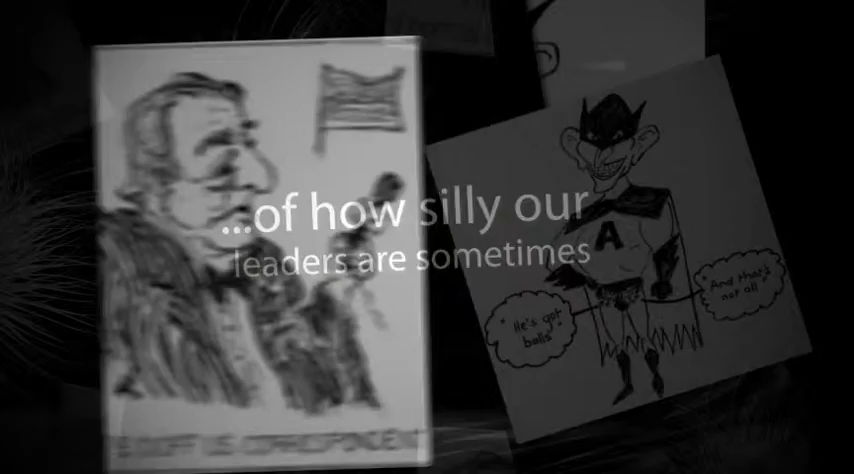 ...of how silly our
leaders are sometimes
A
"He's got
balls"
And that's
not all